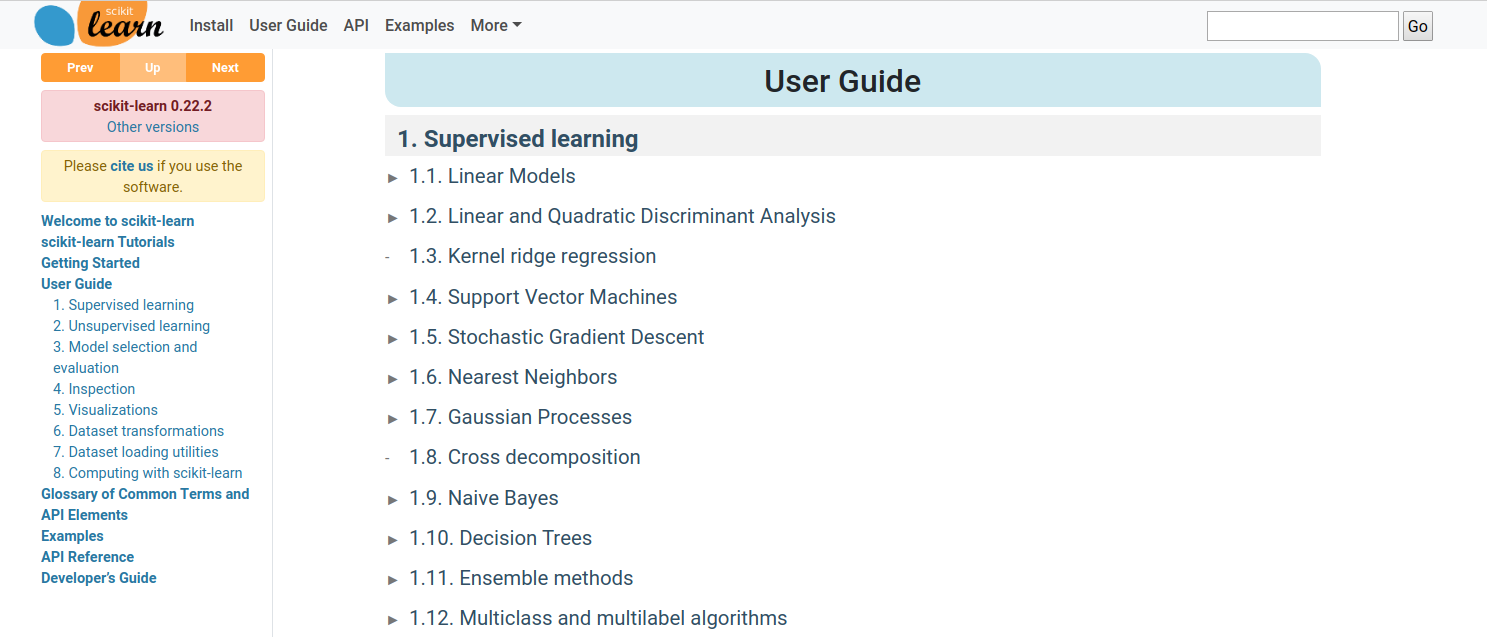 scikit
learn
Install User Guide API Examples More
Go
Prev Up Next
scikit-learn 0.22.2
Other versions
Please cite us if you use the
software.
Welcome to scikit-learn
scikit-learn Tutorials
Getting Started
User Guide
1. Supervised learning
2. Unsupervised learning
3. Model selection and
evaluation
4. Inspection
5. Visualizations
6. Dataset transformations
7. Dataset loading utilities
8. Computing with scikit-learn
Glossary of Common Terms and
API Elements
Examples
API Reference
Developer's Guide
User Guide
1. Supervised learning
► 1.1. Linear Models
► 1.2. Linear and Quadratic Discriminant Analysis
- 1.3. Kernel ridge regression
► 1.4. Support Vector Machines
► 1.5. Stochastic Gradient Descent
► 1.6. Nearest Neighbors
► 1.7. Gaussian Processes
- 1.8. Cross decomposition
► 1.9. Naive Bayes
► 1.10. Decision Trees
► 1.11. Ensemble methods
► 1.12. Multiclass and multilabel algorithms